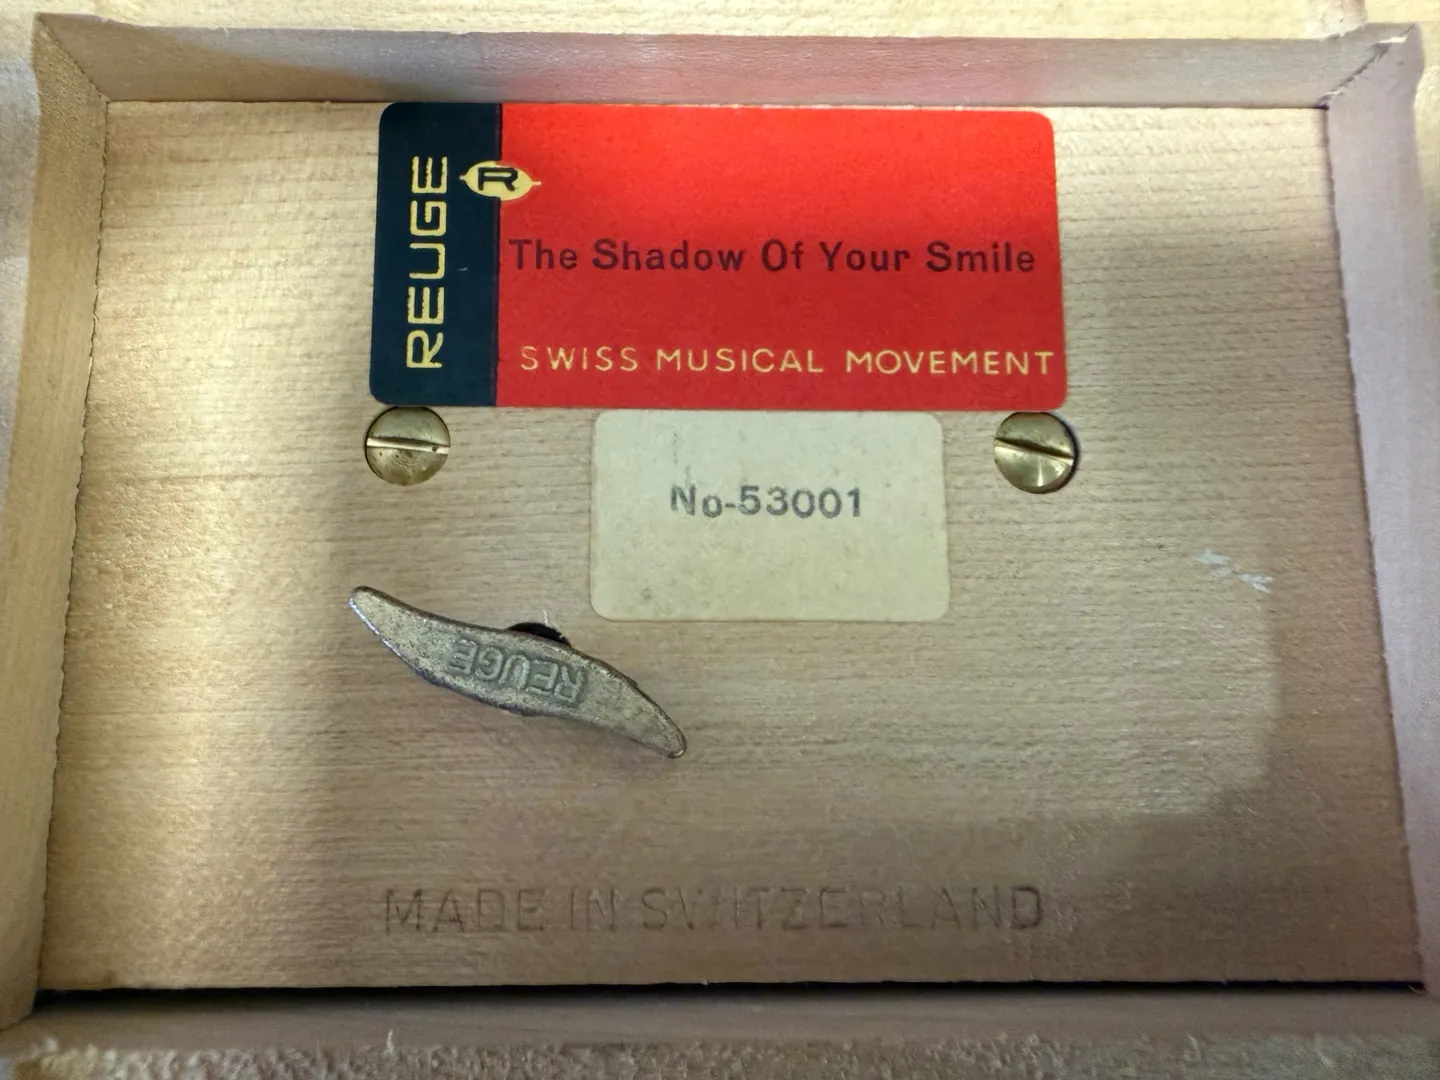 REUGE
R
The Shadow Of Your Smile
SWISS MUSICAL MOVEMENT
No-53001
REUGE
MADE IN SWITZERLAND